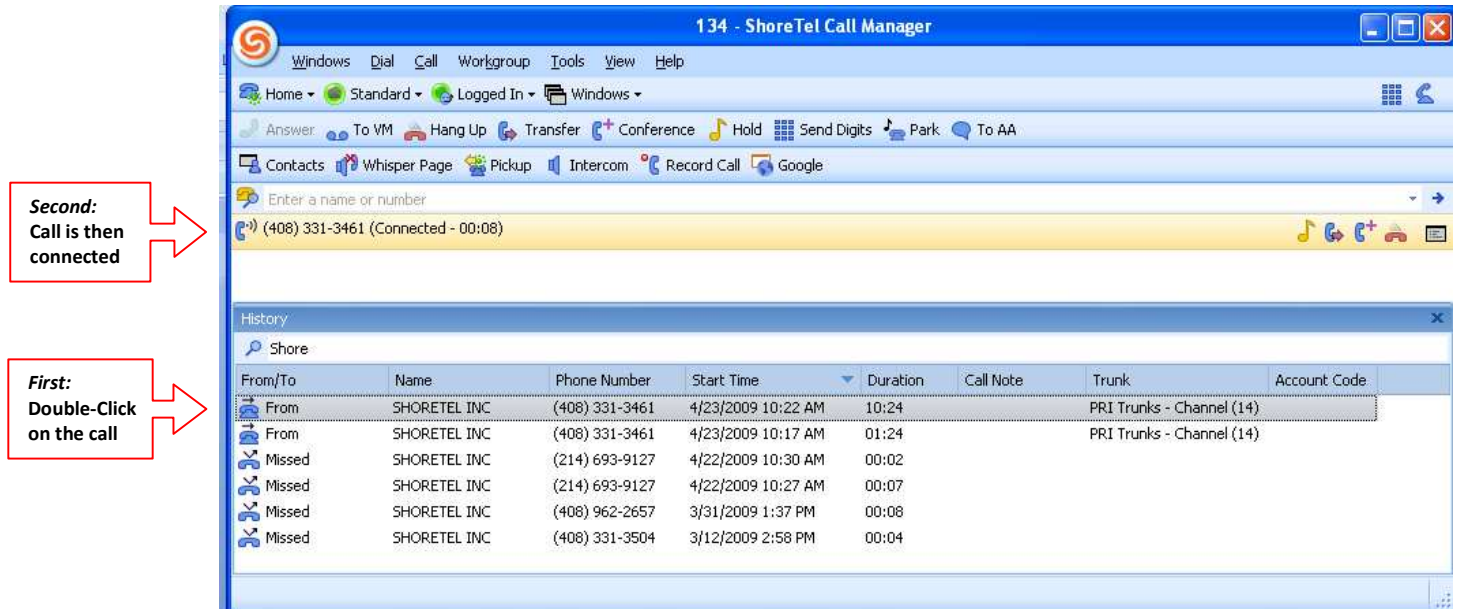 134 - ShoreTel Call Manager
Windows Dial Call Workgroup Tools View Help
Home Standard Logged In Windows
Answer To VM Hang Up Transfer Conference Hold Send Digits Park To AA
Contacts Whisper Page Pickup Intercom Record Call Google
Enter a name or number
Second:
Call is then
connected
(408) 331-3461 (Connected - 00:08)
History
Shore
From/To Name Phone Number Start Time Duration Call Note Trunk Account Code
First:
Double-Click
on the call
From SHORETEL INC (408) 331-3461 4/23/2009 10:22 AM 10:24 PRI Trunks - Channel (14)
From SHORETEL INC (408) 331-3461 4/23/2009 10:17 AM 01:24 PRI Trunks - Channel (14)
Missed SHORETEL INC (214) 693-9127 4/22/2009 10:30 AM 00:02
Missed SHORETEL INC (214) 693-9127 4/22/2009 10:27 AM 00:07
Missed SHORETEL INC (408) 962-2657 3/31/2009 1:37 PM 00:08
Missed SHORETEL INC (408) 331-3504 3/12/2009 2:58 PM 00:04